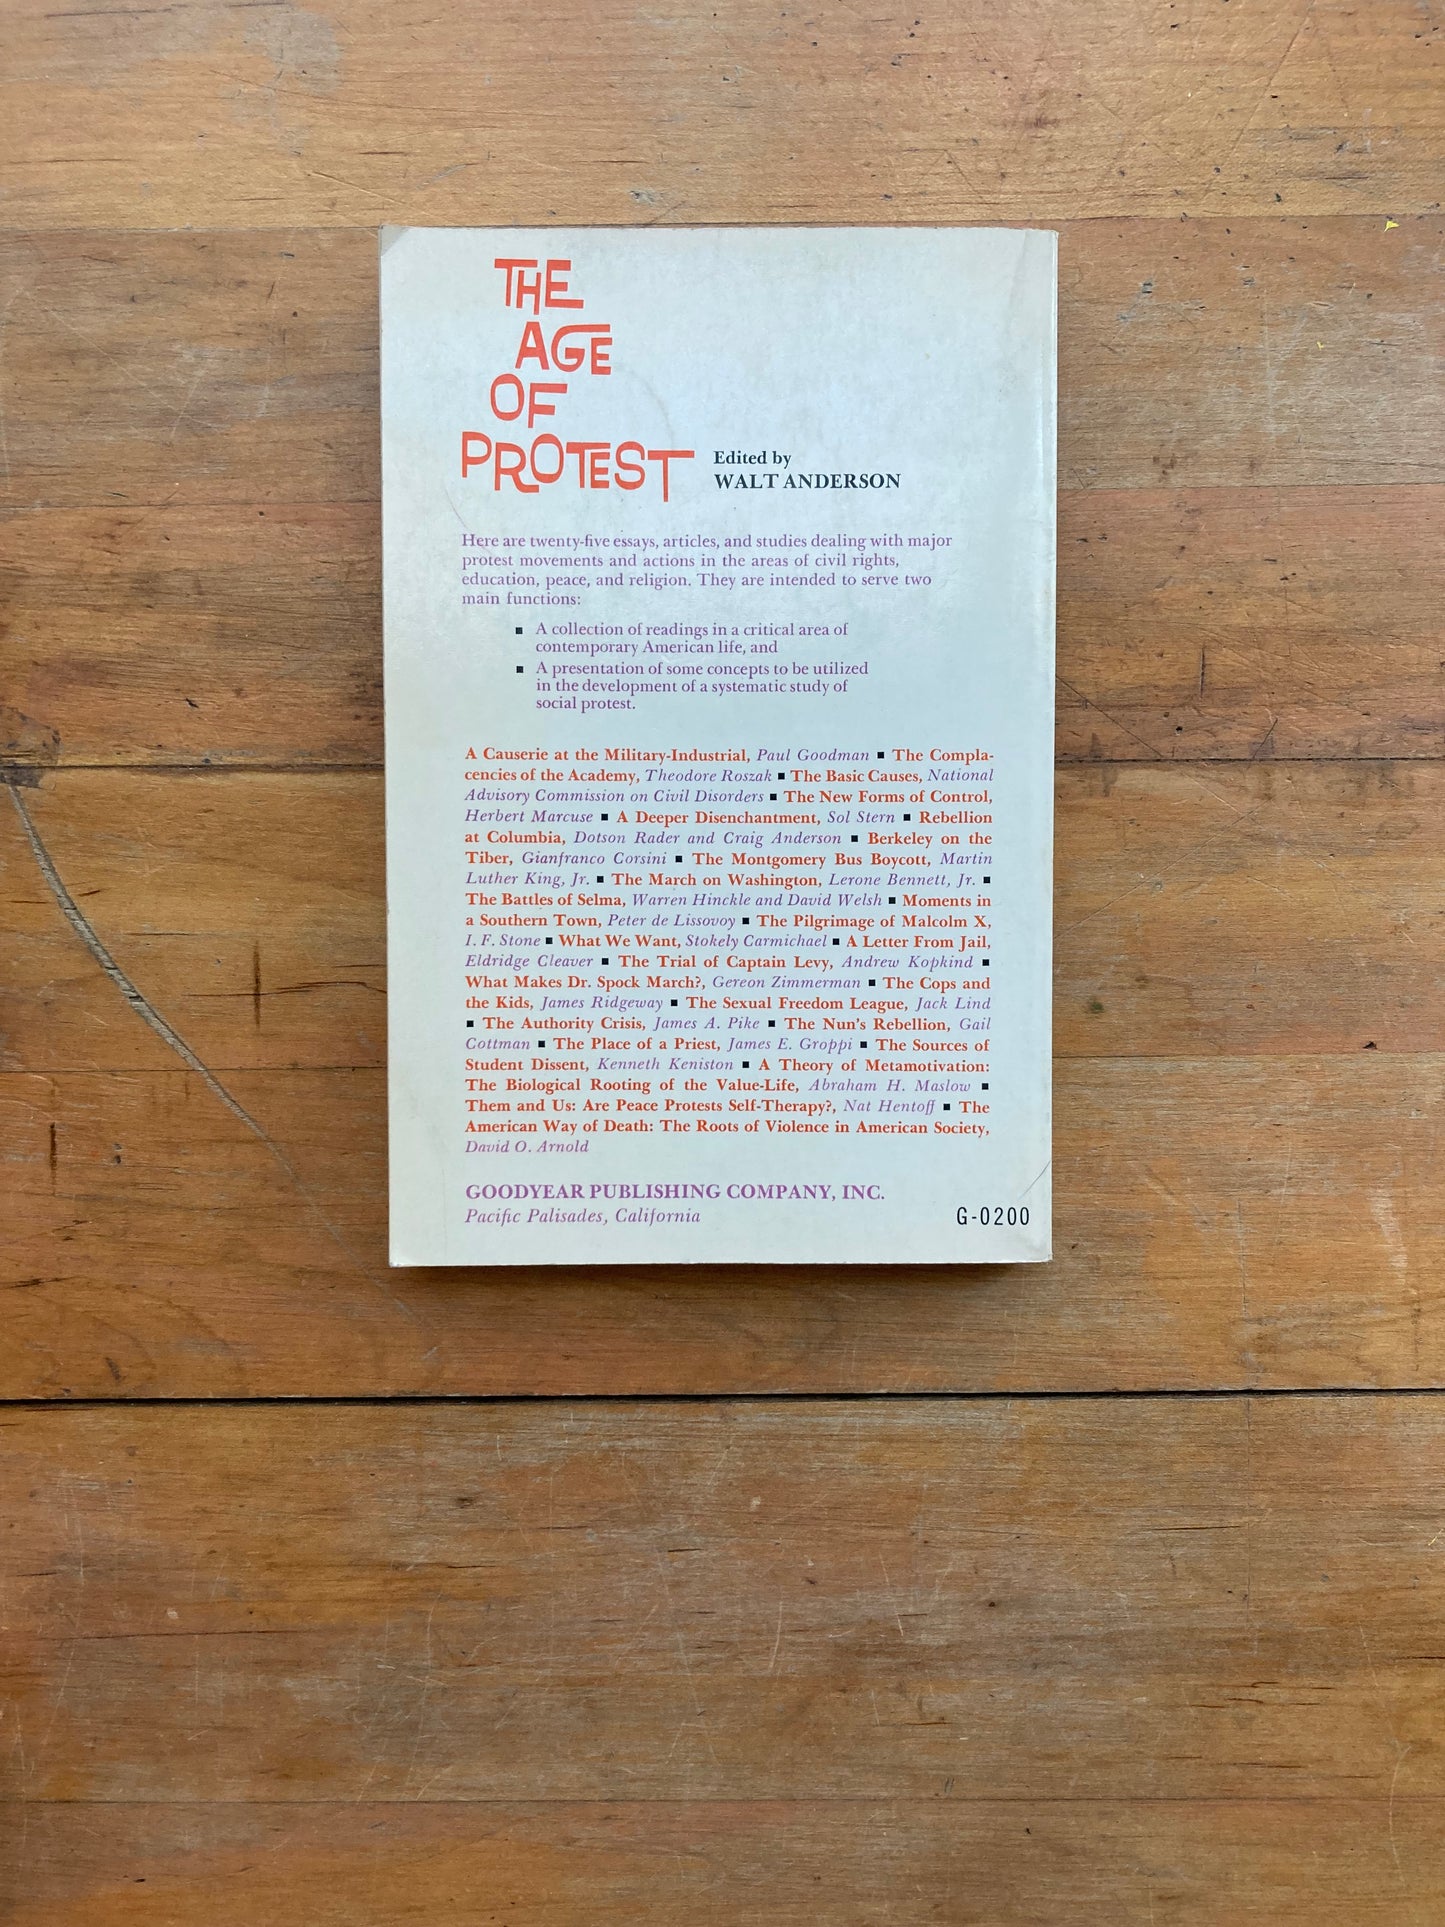 THE
AGE
OF
PROTEST
Edited by
WALT ANDERSON
Here are twenty-five essays, articles, and studies dealing with major
protest movements and actions in the areas of civil rights,
education, peace, and religion. They are intended to serve two
main functions:
■ A collection of readings in a critical area of
contemporary American life, and
■ A presentation of some concepts to be utilized
in the development of a systematic study of
social protest.
A Causerie at the Military-Industrial, Paul Goodman ■ The Compla-
cencies of the Academy, Theodore Roszak ■ The Basic Causes, National
Advisory Commission on Civil Disorders ■ The New Forms of Control,
Herbert Marcuse ■ A Deeper Disenchantment, Sol Stern ■ Rebellion
at Columbia, Dotson Rader and Craig Anderson ■ Berkeley on the
Tiber, Gianfranco Corsini ■ The Montgomery Bus Boycott, Martin
Luther King, Jr. ■ The March on Washington, Lerone Bennett, Jr. ■
The Battles of Selma, Warren Hinckle and David Welsh ■ Moments in
a Southern Town, Peter de Lissovoy ■ The Pilgrimage of Malcolm X,
I. F. Stone ■ What We Want, Stokely Carmichael ■ A Letter From Jail,
Eldridge Cleaver ■ The Trial of Captain Levy, Andrew Kopkind ■
What Makes Dr. Spock March?, Gereon Zimmerman ■ The Cops and
the Kids, James Ridgeway ■ The Sexual Freedom League, Jack Lind
■ The Authority Crisis, James A. Pike ■ The Nun's Rebellion, Gail
Cottman ■ The Place of a Priest, James E. Groppi ■ The Sources of
Student Dissent, Kenneth Keniston ■ A Theory of Metamotivation:
The Biological Rooting of the Value-Life, Abraham H. Maslow ■
Them and Us: Are Peace Protests Self-Therapy?, Nat Hentoff ■ The
American Way of Death: The Roots of Violence in American Society,
David O. Arnold
GOODYEAR PUBLISHING COMPANY, INC.
Pacific Palisades, California
G-0200